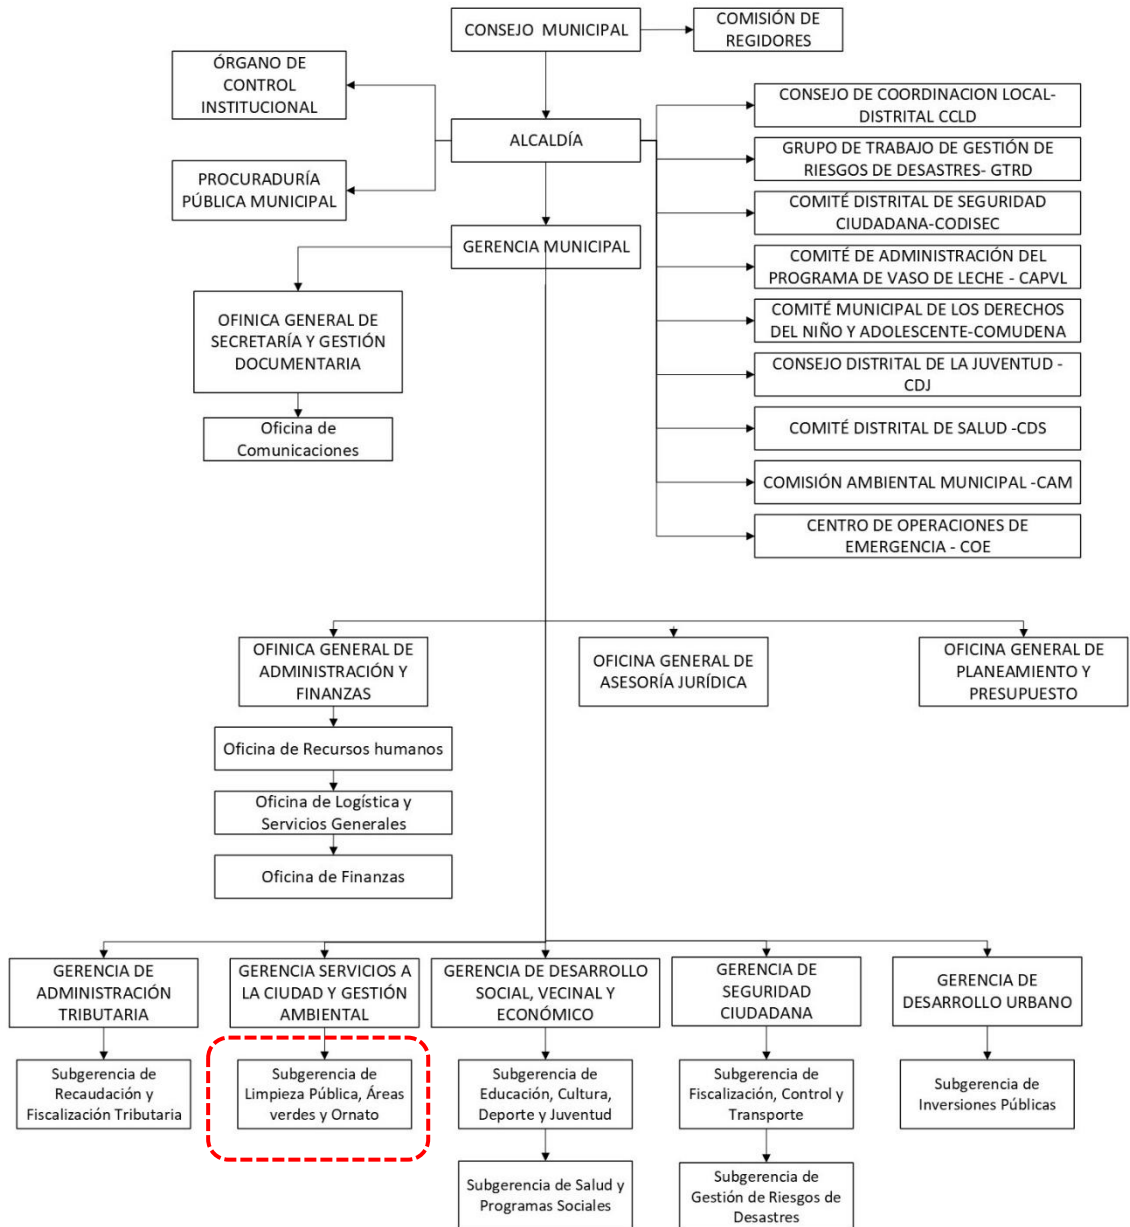 CONSEJO MUNICIPAL
COMISIÓN DE
REGIDORES
ÓRGANO DE
CONTROL
INSTITUCIONAL
ALCALDÍA
PROCURADURÍA
PÚBLICA MUNICIPAL
GERENCIA MUNICIPAL
CONSEJO DE COORDINACION LOCAL-
DISTRITAL CCLD
GRUPO DE TRABAJO DE GESTIÓN DE
RIESGOS DE DESASTRES- GTRD
COMITÉ DISTRITAL DE SEGURIDAD
CIUDADANA-CODISEC
COMITÉ DE ADMINISTRACIÓN DEL
PROGRAMA DE VASO DE LECHE - CAPVL
COMITÉ MUNICIPAL DE LOS DERECHOS
DEL NIÑO Y ADOLESCENTE-COMUDENA
CONSEJO DISTRITAL DE LA JUVENTUD -
CDJ
COMITÉ DISTRITAL DE SALUD -CDS
COMISIÓN AMBIENTAL MUNICIPAL -CAM
CENTRO DE OPERACIONES DE
EMERGENCIA - COE
OFINICA GENERAL DE
SECRETARÍA Y GESTIÓN
DOCUMENTARIA
Oficina de
Comunicaciones
OFINICA GENERAL DE
ADMINISTRACIÓN Y
FINANZAS
OFICINA GENERAL DE
ASESORÍA JURÍDICA
OFICINA GENERAL DE
PLANEAMIENTO Y
PRESUPUESTO
Oficina de Recursos humanos
Oficina de Logística y
Servicios Generales
Oficina de Finanzas
GERENCIA DE
ADMINISTRACIÓN
TRIBUTARIA
GERENCIA SERVICIOS A
LA CIUDAD Y GESTIÓN
AMBIENTAL
GERENCIA DE DESARROLLO
SOCIAL, VECINAL Y
ECONÓMICO
GERENCIA DE
SEGURIDAD
CIUDADANA
GERENCIA DE
DESARROLLO URBANO
Subgerencia de
Recaudación y
Fiscalización Tributaria
Subgerencia de
Limpieza Pública, Áreas
verdes y Ornato
Subgerencia de
Educación, Cultura,
Deporte y Juventud
Subgerencia de
Fiscalización, Control y
Transporte
Subgerencia de
Inversiones Públicas
Subgerencia de Salud y
Programas Sociales
Subgerencia de
Gestión de Riesgos de
Desastres